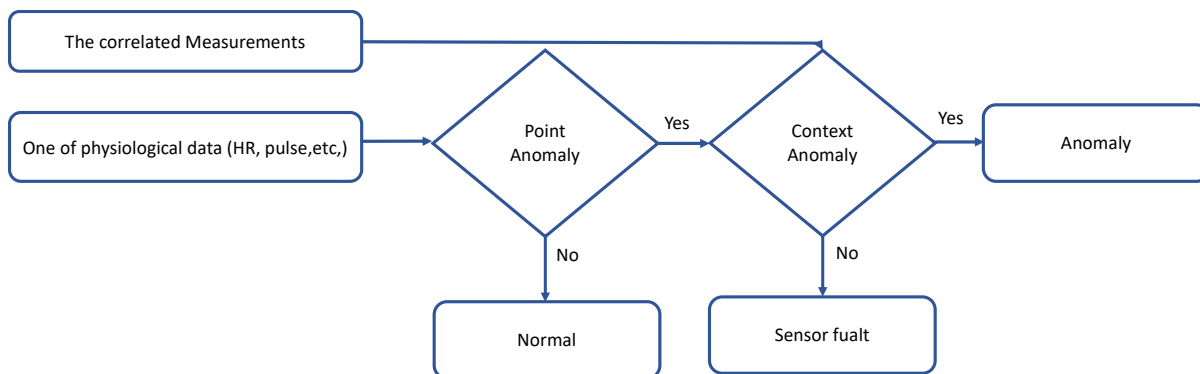 The correlated Measurements
One of physiological data (HR, pulse,etc,)
Point
Anomaly
Yes
Context
Anomaly
Yes
Anomaly
No
No
Normal
Sensor fualt